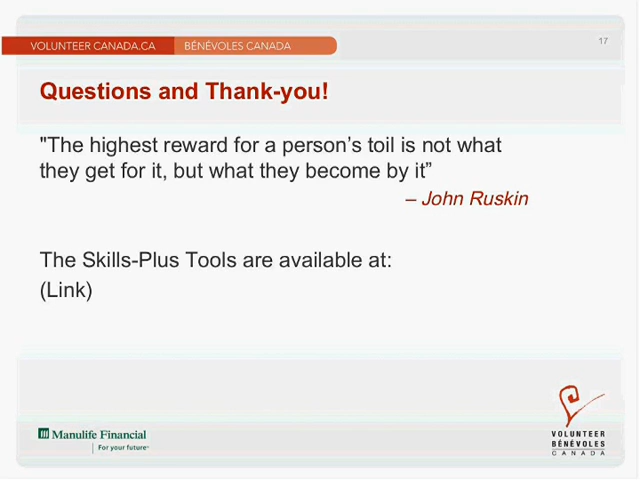 VOLUNTEER CANADA.CA BÉNÉVOLES CANADA
17
Questions and Thank-you!
"The highest reward for a person’s toil is not what
they get for it, but what they become by it”
– John Ruskin
The Skills-Plus Tools are available at:
(Link)
Manulife Financial
For your future™
VOLUNTEER
BÉNÉVOLES
CANADA